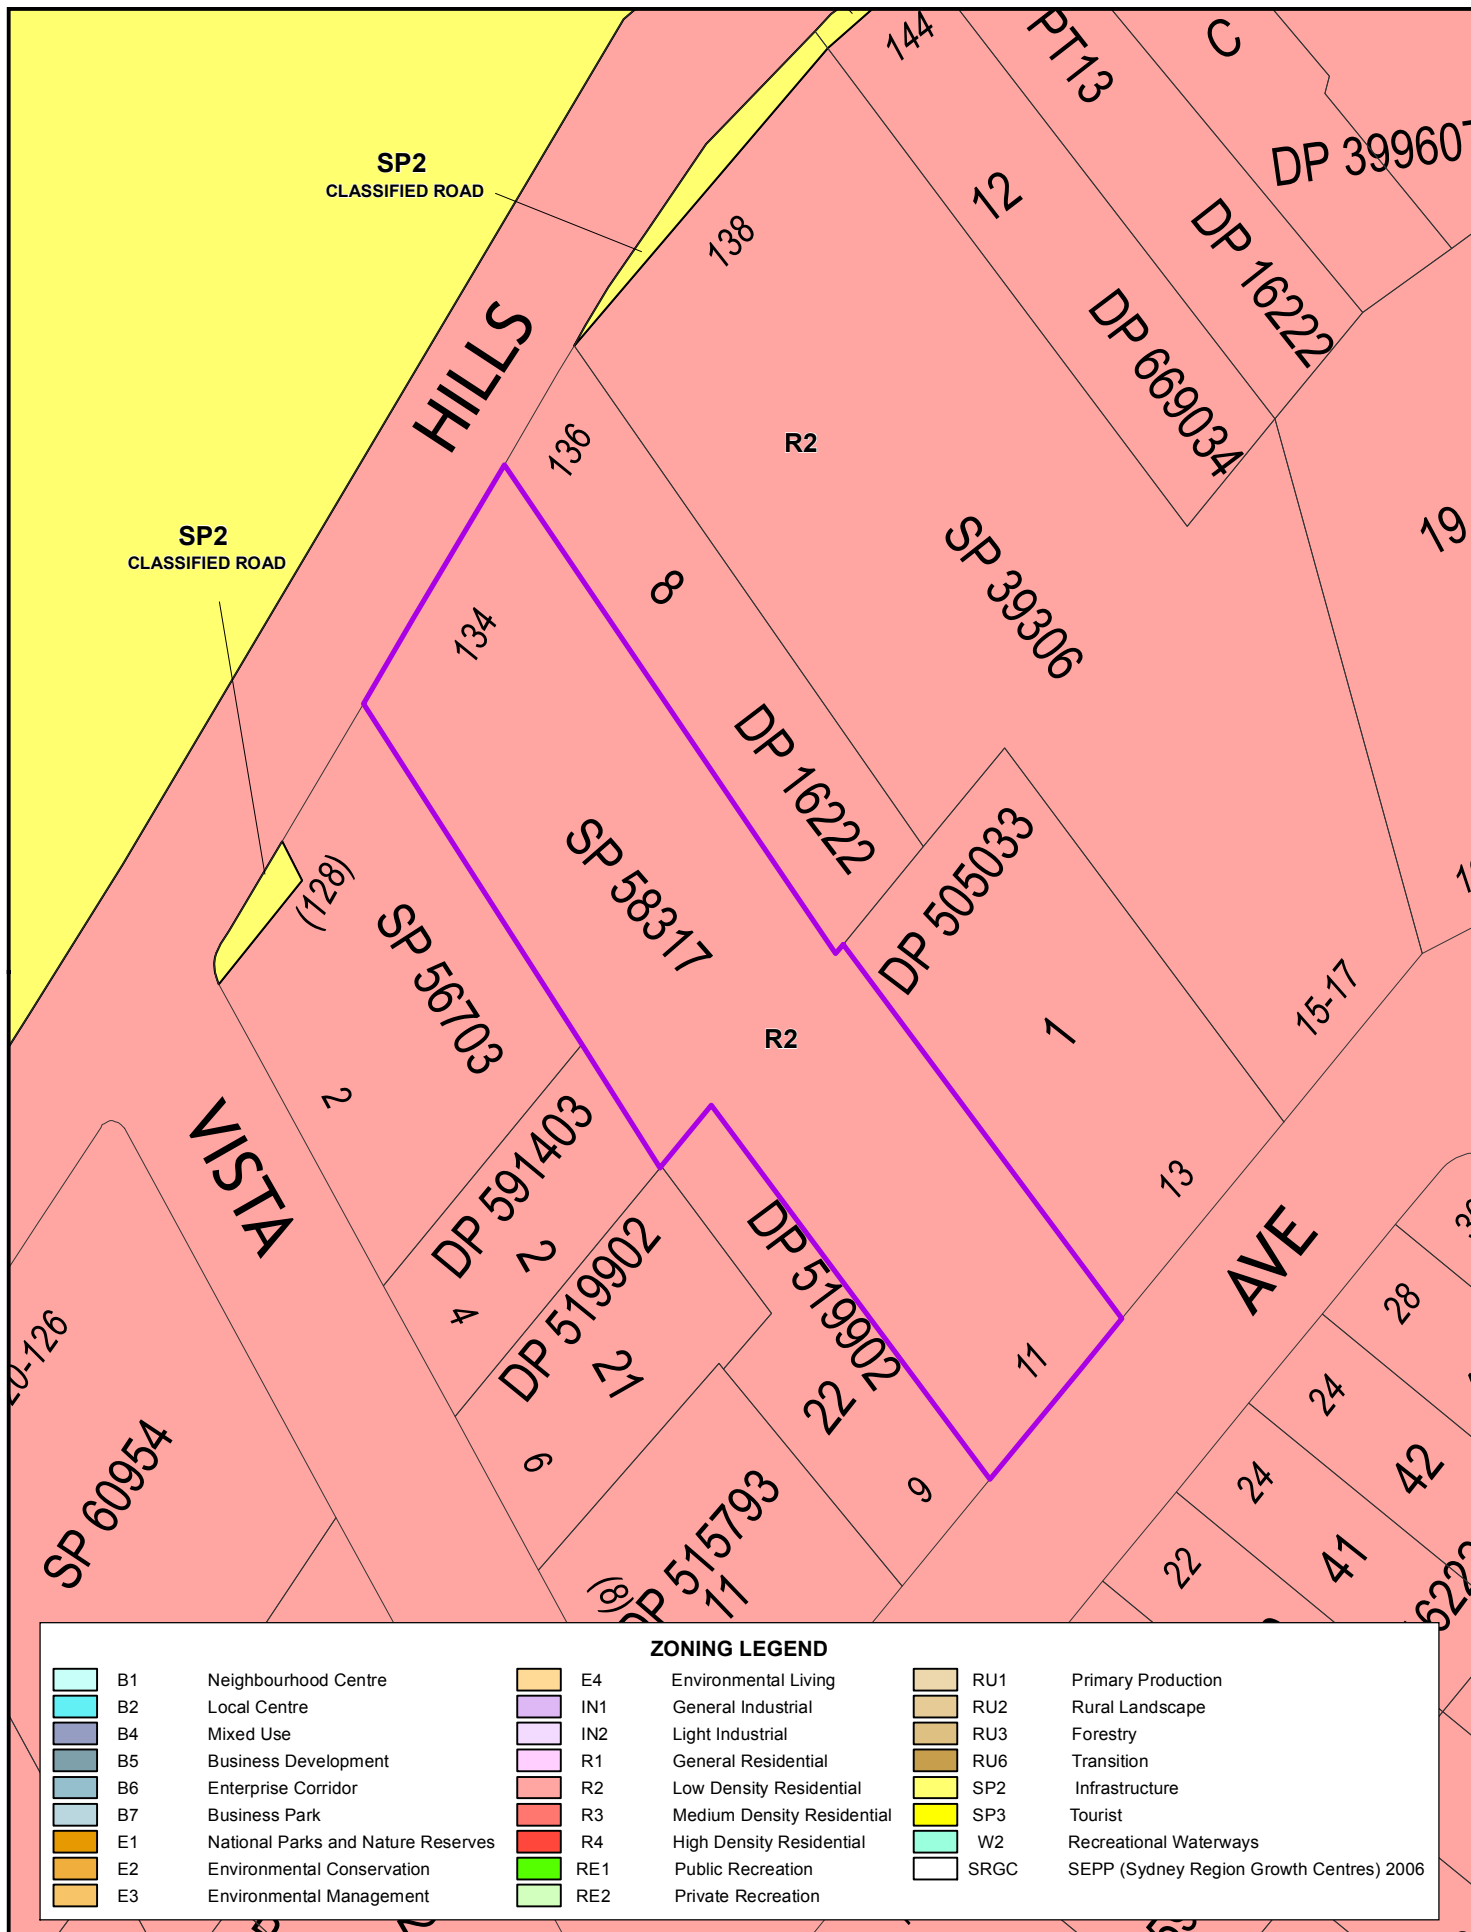 144
PT13
C
DP 39960
SP2
CLASSIFIED ROAD
12
138
DP 16222
DP 669034
HILLS
136
R2
19
SP2
CLASSIFIED ROAD
SP 39306
8
134
DP 16222
SP 58317
DP 505033
(128)
SP 56703
15-17
1
R2
2
VISTA
DP 591403
13
2
DP 519902
DP 519902
AVE
4
28
20-126
11
21
22
24
6
9
24
42
SP 60954
DP 515793
41
22
(8)
11
ZONING LEGEND
B1 Neighbourhood Centre
B2 Local Centre
B4 Mixed Use
B5 Business Development
B6 Enterprise Corridor
B7 Business Park
E1 National Parks and Nature Reserves
E2 Environmental Conservation
E3 Environmental Management
E4 Environmental Living
IN1 General Industrial
IN2 Light Industrial
R1 General Residential
R2 Low Density Residential
R3 Medium Density Residential
R4 High Density Residential
RE1 Public Recreation
RE2 Private Recreation
RU1 Primary Production
RU2 Rural Landscape
RU3 Forestry
RU6 Transition
SP2 Infrastructure
SP3 Tourist
W2 Recreational Waterways
SRGC SEPP (Sydney Region Growth Centres) 2006